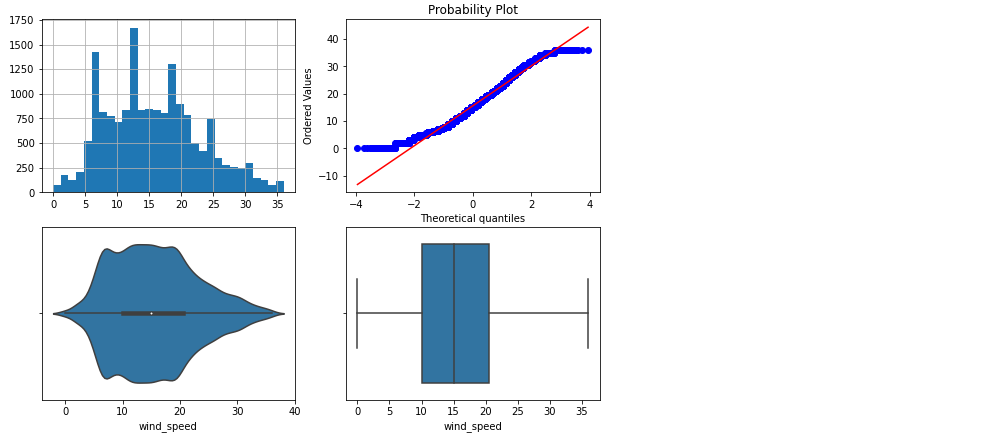 1750
1500
1250
1000
750
500
250
0
0 5 10 15 20 25 30 35
Probability Plot
Ordered Values
40
30
20
10
0
−10
−4 −2 0 2 4
Theoretical quantiles
0 10 20 30 40
wind_speed
0 5 10 15 20 25 30 35
wind_speed